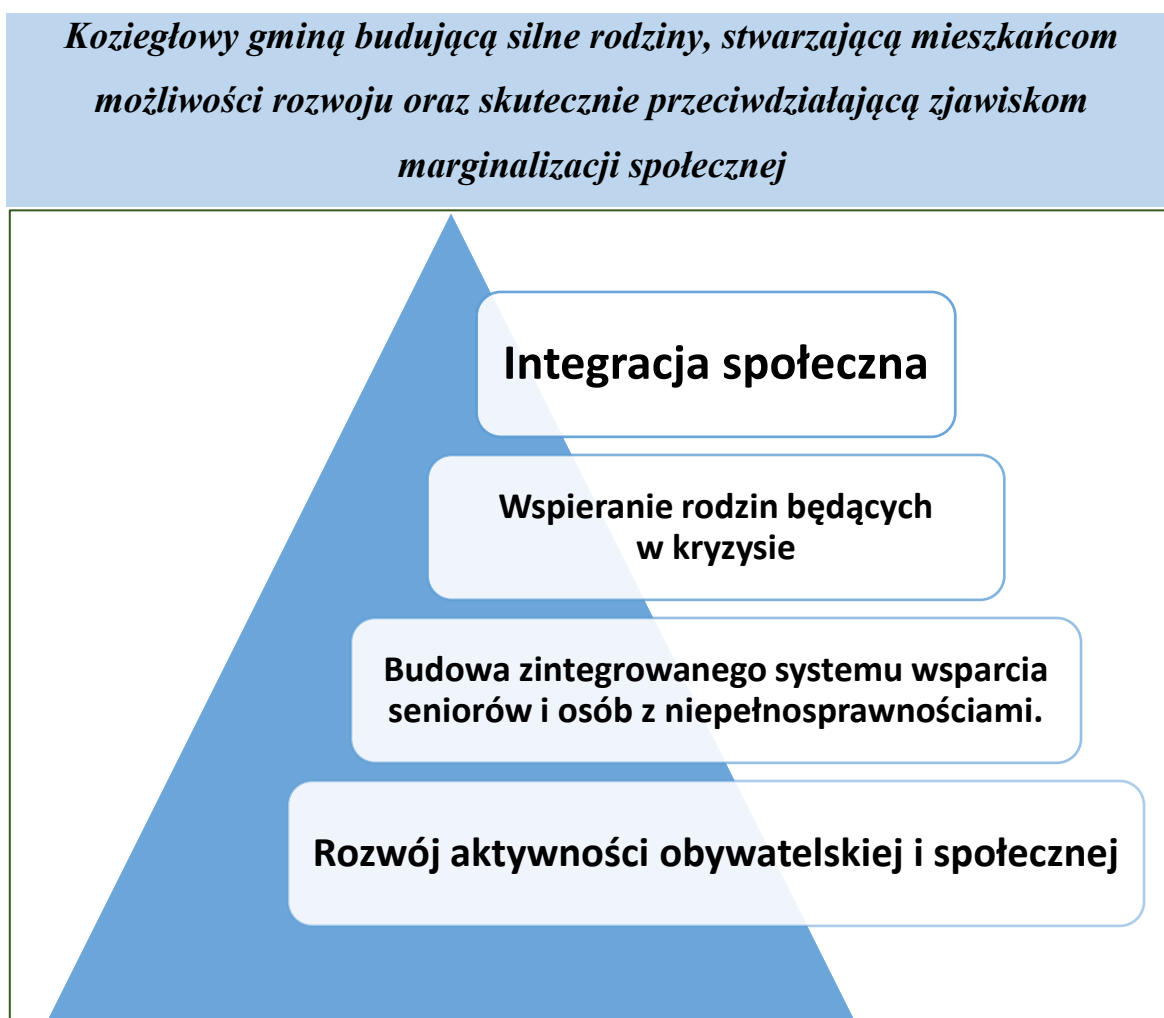 Koziegłowy gminą budującą silne rodziny, stwarzającą mieszkańcom
możliwości rozwoju oraz skutecznie przeciwdziałającą zjawiskom
marginalizacji społecznej
Integracja społeczna
Wspieranie rodzin będących
w kryzysie
Budowa zintegrowanego systemu wsparcia
seniorów i osób z niepełnosprawnościami.
Rozwój aktywności obywatelskiej i społecznej